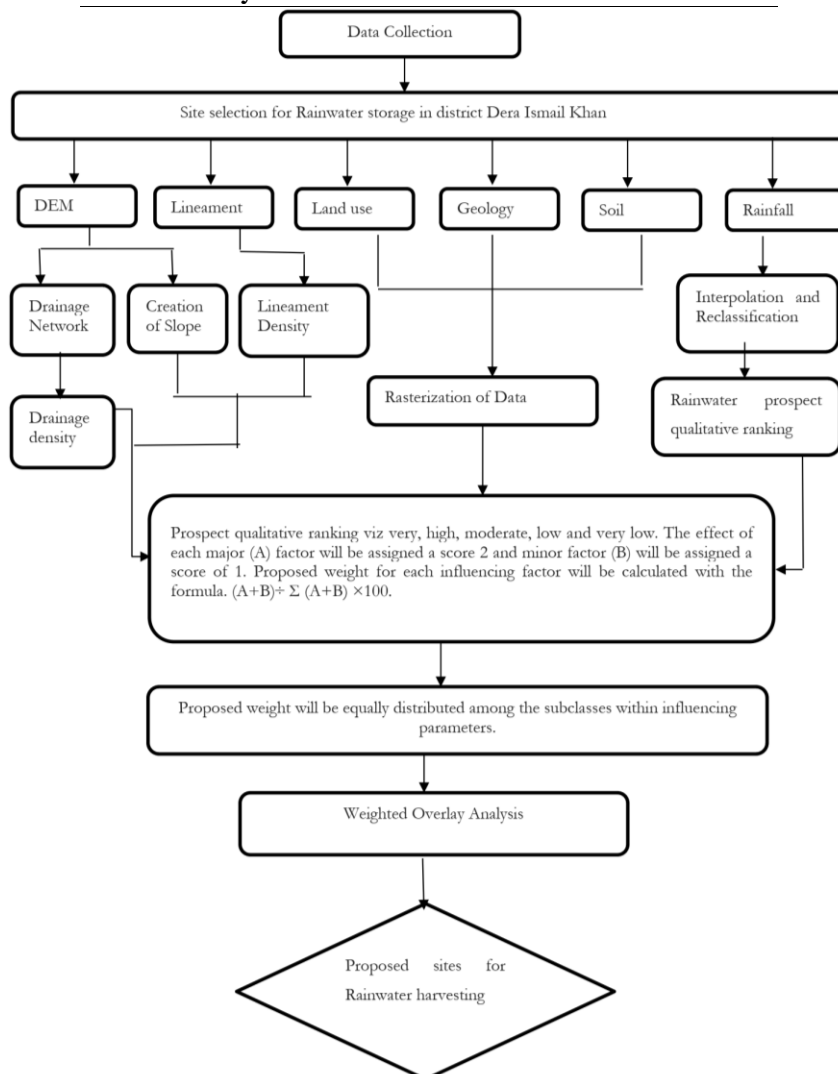 Data Collection
Site selection for Rainwater storage in district Dera Ismail Khan
DEM
Lineament
Land use
Geology
Soil
Rainfall
Drainage
Network
Creation
of Slope
Lineament
Density
Interpolation and
Reclassification
Drainage
density
Rasterization of Data
Rainwater prospect
qualitative ranking
Prospect qualitative ranking viz very, high, moderate, low and very low. The effect of
each major (A) factor will be assigned a score 2 and minor factor (B) will be assigned a
score of 1. Proposed weight for each influencing factor will be calculated with the
formula. (A+B)÷ Σ (A+B) ×100.
Proposed weight will be equally distributed among the subclasses within influencing
parameters.
Weighted Overlay Analysis
Proposed sites for
Rainwater harvesting